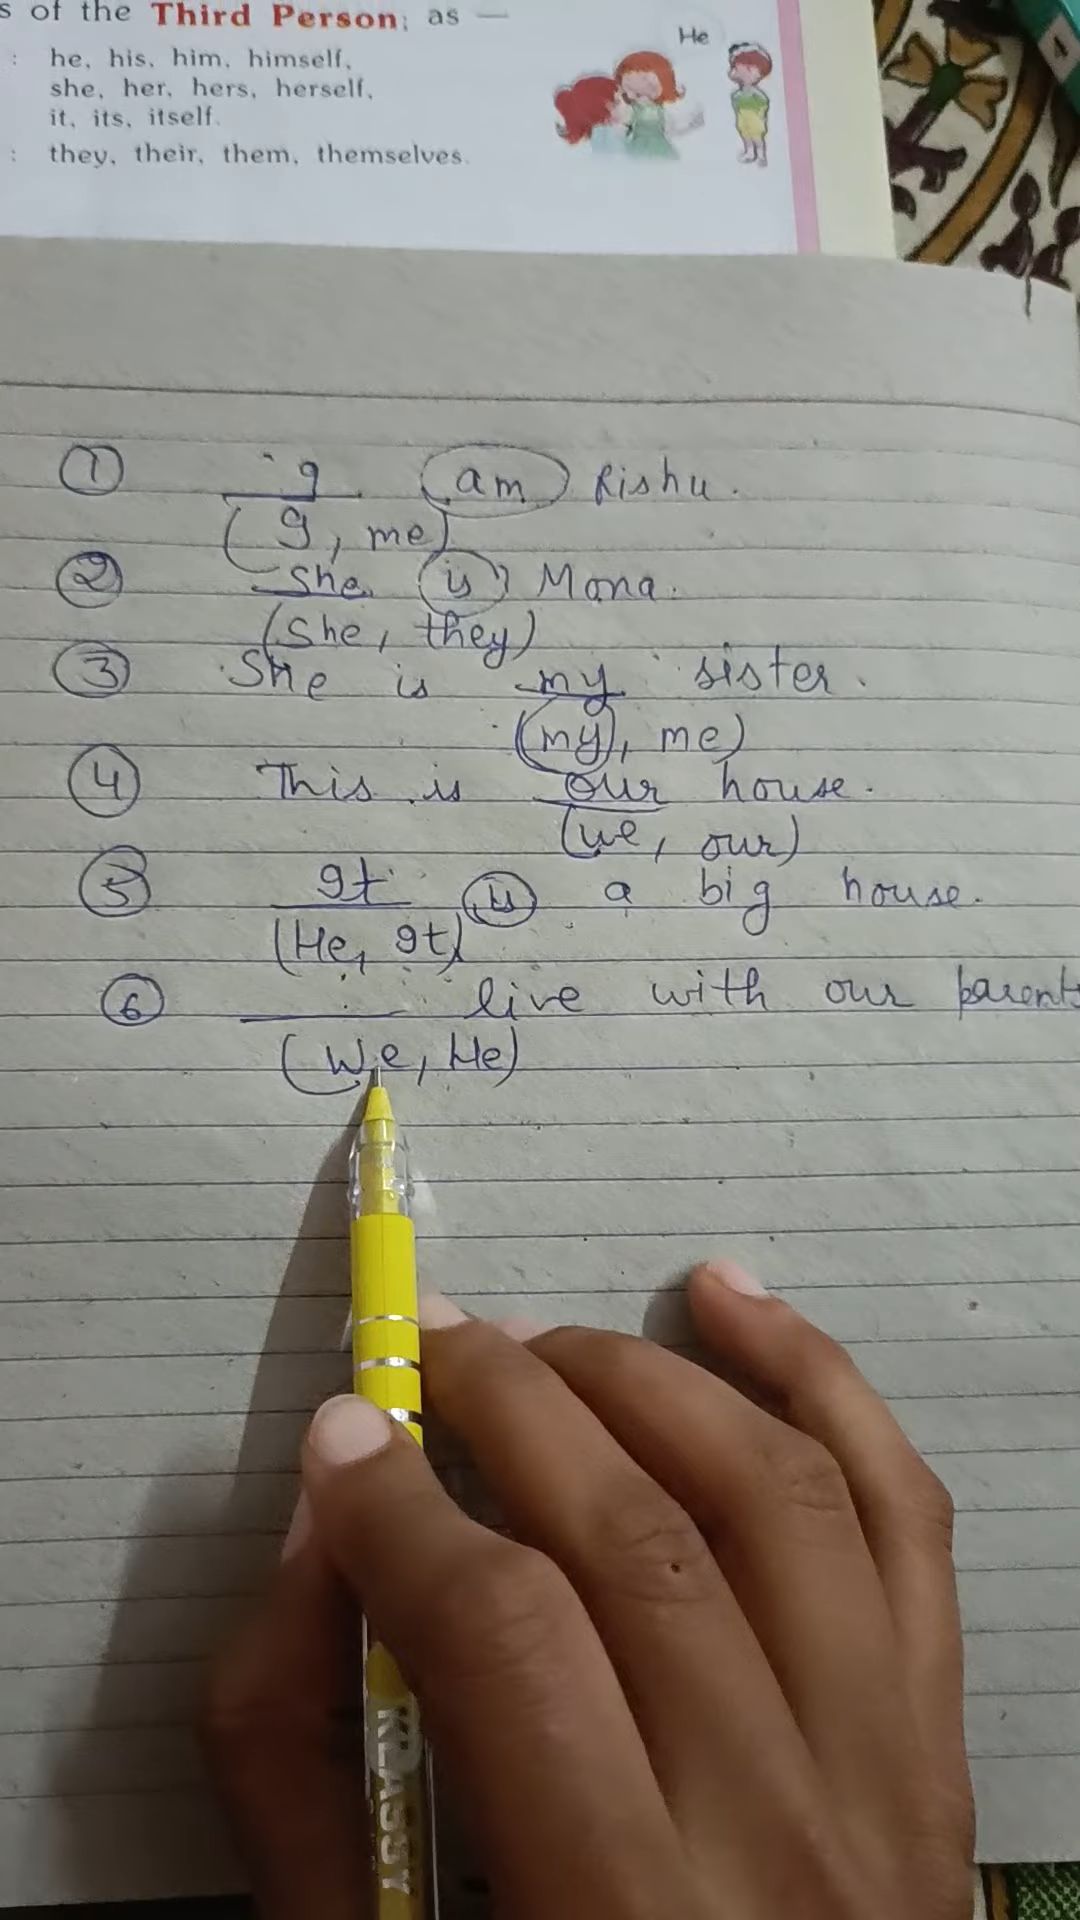 s of the Third Person; as —
He
: he, his, him, himself,
she, her, hers, herself,
it, its, itself.
: they, their, them, themselves.
① I am Rishu.
(I, me)
② She is Mona.
(She, they)
③ She is my sister.
(my, me)
④ This is our house.
(we, our)
⑤ It is a big house.
(He, It)
⑥ ______ live with our parents
(We, He)
KLASSY